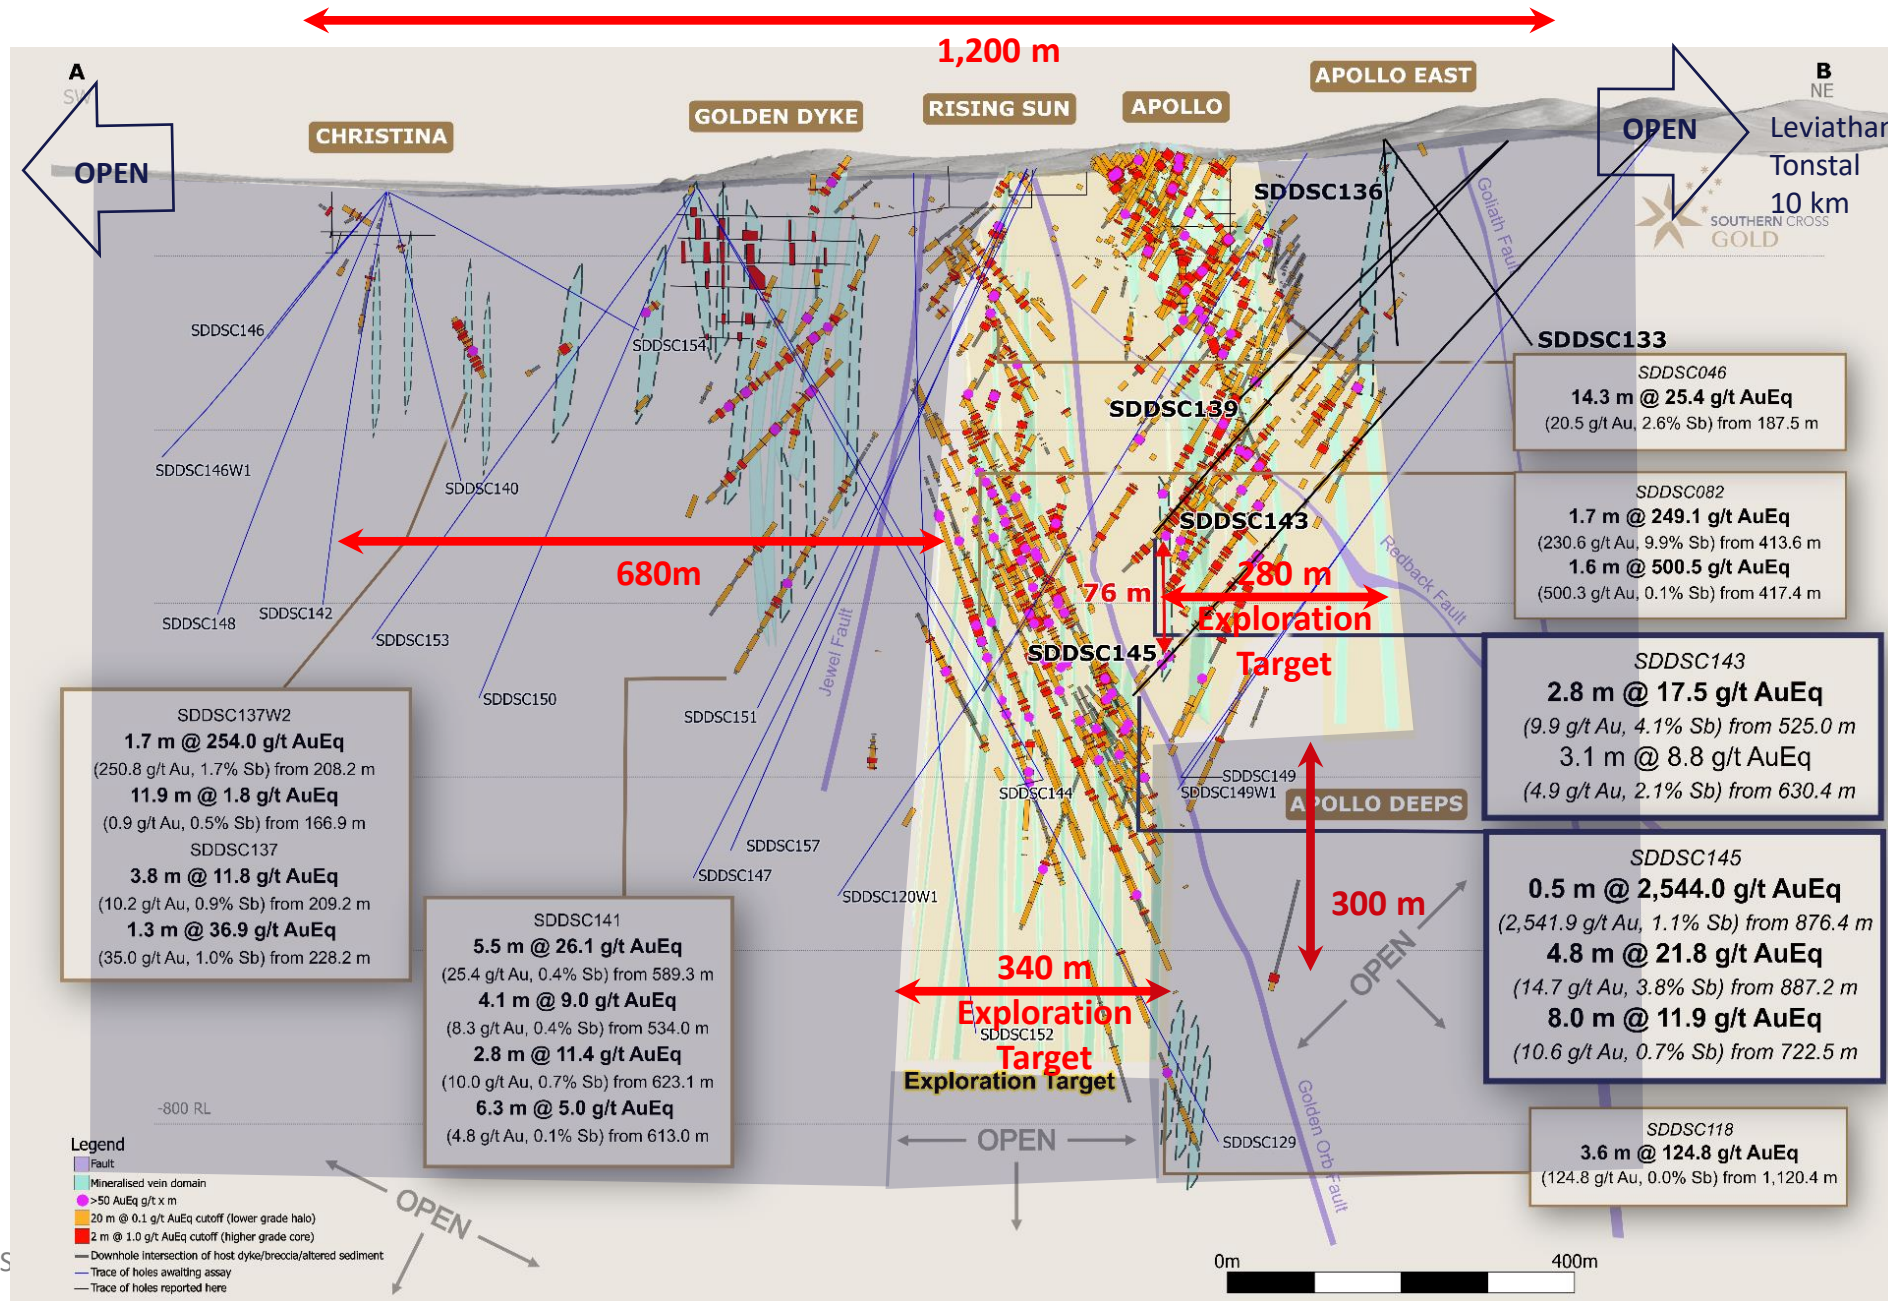 1,200 m
A
SW
B
NE
APOLLO EAST
GOLDEN DYKE
RISING SUN
APOLLO
CHRISTINA
OPEN
OPEN
Leviathan
Tonstal
10 km
SOUTHERN CROSS
GOLD
SDDSC136
Goliath Fault
SDDSC146
SDDSC154
SDDSC133
SDDSC046
14.3 m @ 25.4 g/t AuEq
(20.5 g/t Au, 2.6% Sb) from 187.5 m
SDDSC139
SDDSC146W1
SDDSC140
SDDSC082
1.7 m @ 249.1 g/t AuEq
(230.6 g/t Au, 9.9% Sb) from 413.6 m
1.6 m @ 500.5 g/t AuEq
(500.3 g/t Au, 0.1% Sb) from 417.4 m
SDDSC143
Redback Fault
680m
76 m
280 m
Exploration
Target
SDDSC148
SDDSC142
SDDSC153
SDDSC145
Jewel Fault
SDDSC150
SDDSC151
SDDSC143
2.8 m @ 17.5 g/t AuEq
(9.9 g/t Au, 4.1% Sb) from 525.0 m
3.1 m @ 8.8 g/t AuEq
(4.9 g/t Au, 2.1% Sb) from 630.4 m
SDDSC137W2
1.7 m @ 254.0 g/t AuEq
(250.8 g/t Au, 1.7% Sb) from 208.2 m
11.9 m @ 1.8 g/t AuEq
(0.9 g/t Au, 0.5% Sb) from 166.9 m
SDDSC137
3.8 m @ 11.8 g/t AuEq
(10.2 g/t Au, 0.9% Sb) from 209.2 m
1.3 m @ 36.9 g/t AuEq
(35.0 g/t Au, 1.0% Sb) from 228.2 m
SDDSC144
SDDSC149
SDDSC149W1
APOLLO DEEPS
SDDSC157
SDDSC147
SDDSC120W1
300 m
OPEN
SDDSC145
0.5 m @ 2,544.0 g/t AuEq
(2,541.9 g/t Au, 1.1% Sb) from 876.4 m
4.8 m @ 21.8 g/t AuEq
(14.7 g/t Au, 3.8% Sb) from 887.2 m
8.0 m @ 11.9 g/t AuEq
(10.6 g/t Au, 0.7% Sb) from 722.5 m
SDDSC141
5.5 m @ 26.1 g/t AuEq
(25.4 g/t Au, 0.4% Sb) from 589.3 m
4.1 m @ 9.0 g/t AuEq
(8.3 g/t Au, 0.4% Sb) from 534.0 m
2.8 m @ 11.4 g/t AuEq
(10.0 g/t Au, 0.7% Sb) from 623.1 m
6.3 m @ 5.0 g/t AuEq
(4.8 g/t Au, 0.1% Sb) from 613.0 m
340 m
Exploration
Target
SDDSC152
Exploration Target
OPEN
-800 RL
SDDSC129
Golden Orb Fault
SDDSC118
3.6 m @ 124.8 g/t AuEq
(124.8 g/t Au, 0.0% Sb) from 1,120.4 m
OPEN
Legend
Fault
Mineralised vein domain
>50 AuEq g/t x m
20 m @ 0.1 g/t AuEq cutoff (lower grade halo)
2 m @ 1.0 g/t AuEq cutoff (higher grade core)
Downhole intersection of host dyke/breccia/altered sediment
Trace of holes awaiting assay
Trace of holes reported here
S
0m
400m